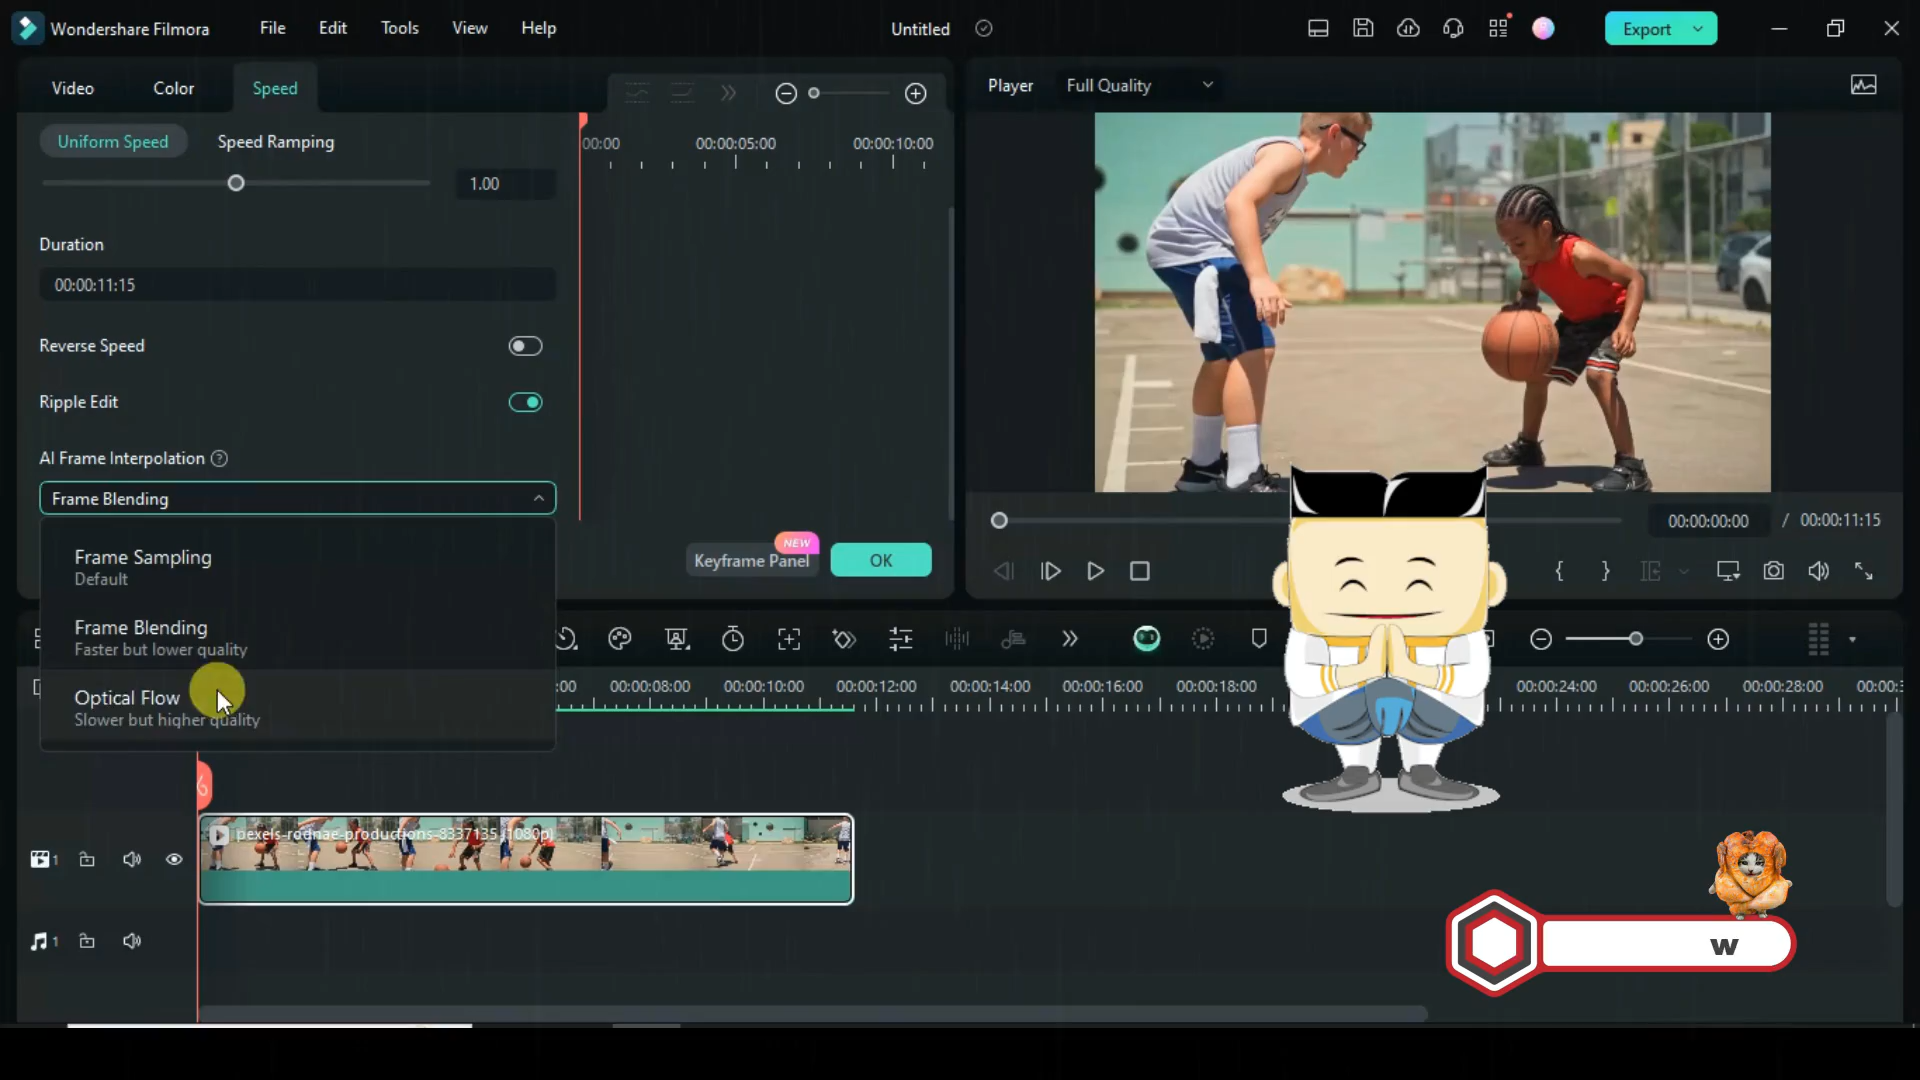 Wondershare Filmora
File
Edit
Tools
View
Help
Untitled
Export
Video
Color
Speed
Player
Full Quality
Uniform Speed
Speed Ramping
00:00
00:00:05:00
00:00:10:00
1.00
Duration
00:00:11:15
Reverse Speed
Ripple Edit
AI Frame Interpolation
Frame Blending
Frame Sampling
Default
Frame Blending
Faster but lower quality
Optical Flow
Slower but higher quality
NEW
Keyframe Panel
OK
00:00:00:00 / 00:00:11:15
:00
00:00:08:00
00:00:10:00
00:00:12:00
00:00:14:00
00:00:16:00
00:00:18:00
00:00:24:00
00:00:26:00
00:00:28:00
pexels-rodnae-productions-8337135 (1080p)
1
1
w